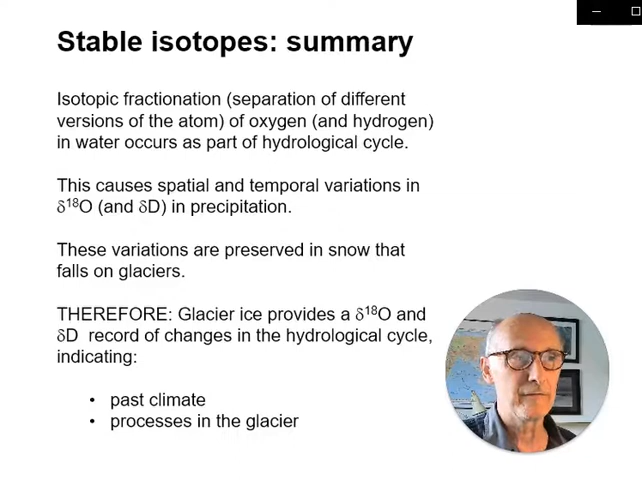 Stable isotopes: summary
Isotopic fractionation (separation of different
versions of the atom) of oxygen (and hydrogen)
in water occurs as part of hydrological cycle.
This causes spatial and temporal variations in
δ¹⁸O (and δD) in precipitation.
These variations are preserved in snow that
falls on glaciers.
THEREFORE: Glacier ice provides a δ¹⁸O and
δD record of changes in the hydrological cycle,
indicating:
• past climate
• processes in the glacier